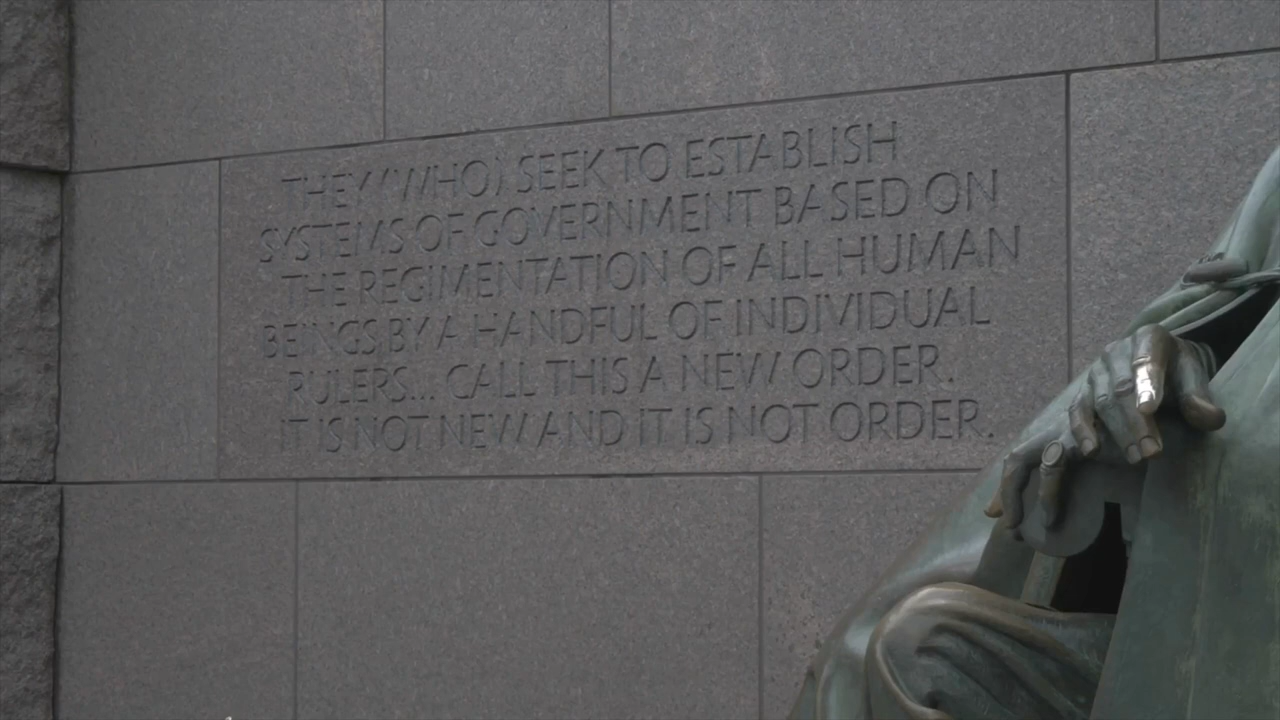 THEY (WHO) SEEK TO ESTABLISH
SYSTEMS OF GOVERNMENT BASED ON
THE REGIMENTATION OF ALL HUMAN
BEINGS BY A HANDFUL OF INDIVIDUAL
RULERS... CALL THIS A NEW ORDER.
IT IS NOT NEW AND IT IS NOT ORDER.